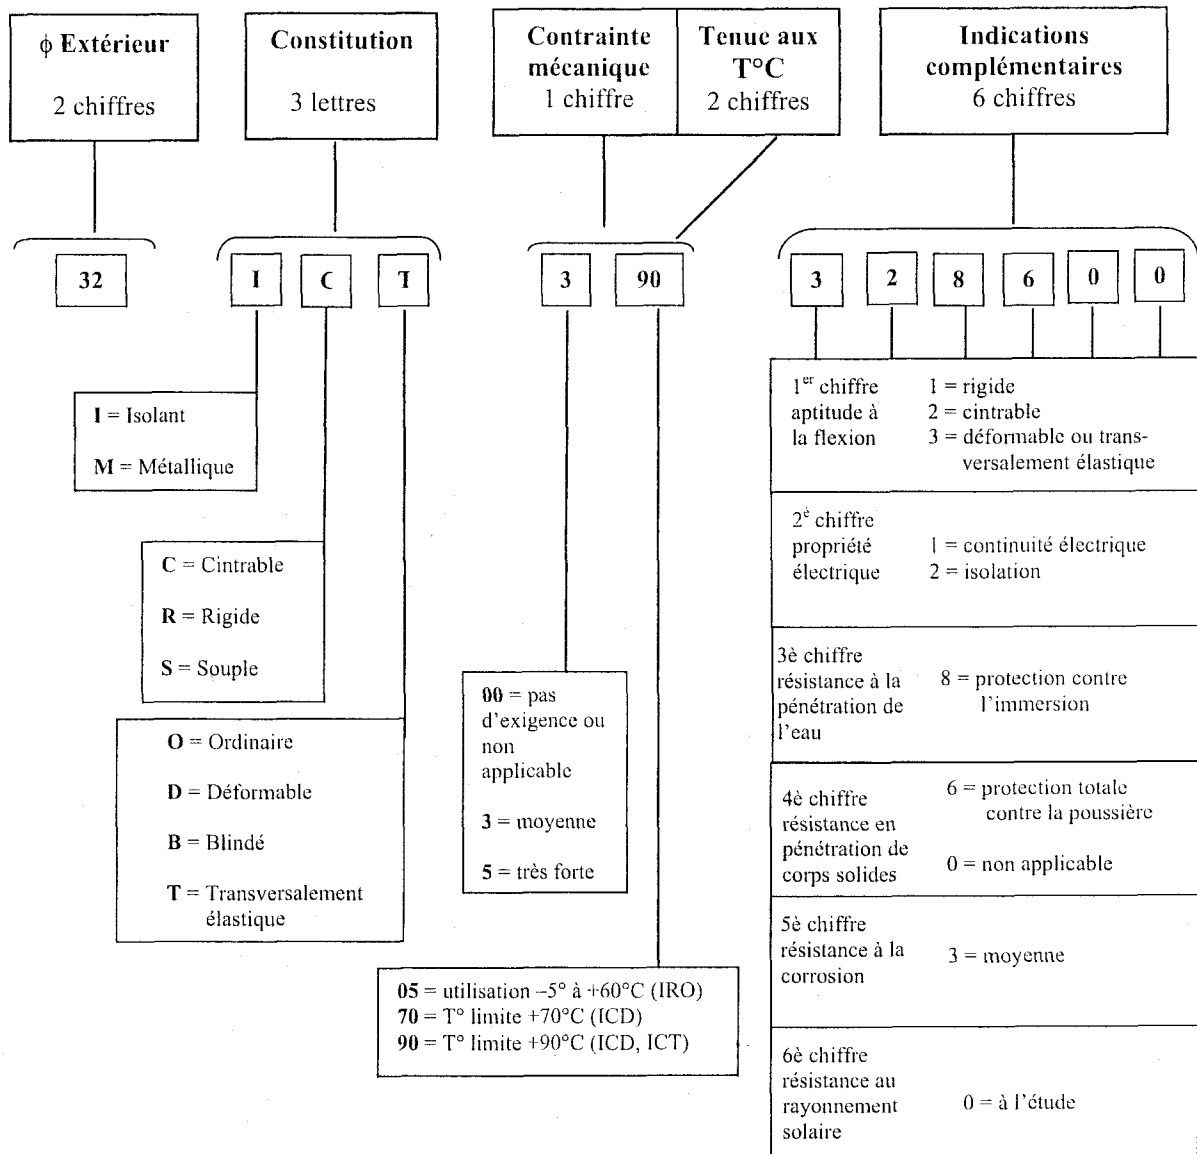 ϕ Extérieur
2 chiffres
Constitution
3 lettres
Contrainte
mécanique
1 chiffre
Tenue aux
T°C
2 chiffres
Indications
complémentaires
6 chiffres
32
I
C
T
3
90
3
2
8
6
0
0
I = Isolant
M = Métallique
C = Cintrable
R = Rigide
S = Souple
O = Ordinaire
D = Déformable
B = Blindé
T = Transversalement
élastique
00 = pas
d'exigence ou
non
applicable
3 = moyenne
5 = très forte
05 = utilisation –5° à +60°C (IRO)
70 = T° limite +70°C (ICD)
90 = T° limite +90°C (ICD, ICT)
1er chiffre
aptitude à
la flexion
1 = rigide
2 = cintrable
3 = déformable ou trans-
versalement élastique
2è chiffre
propriété
électrique
1 = continuité électrique
2 = isolation
3è chiffre
résistance à la
pénétration de
l'eau
8 = protection contre
l'immersion
4è chiffre
résistance en
pénétration de
corps solides
6 = protection totale
contre la poussière
0 = non applicable
5è chiffre
résistance à la
corrosion
3 = moyenne
6è chiffre
résistance au
rayonnement
solaire
0 = à l'étude